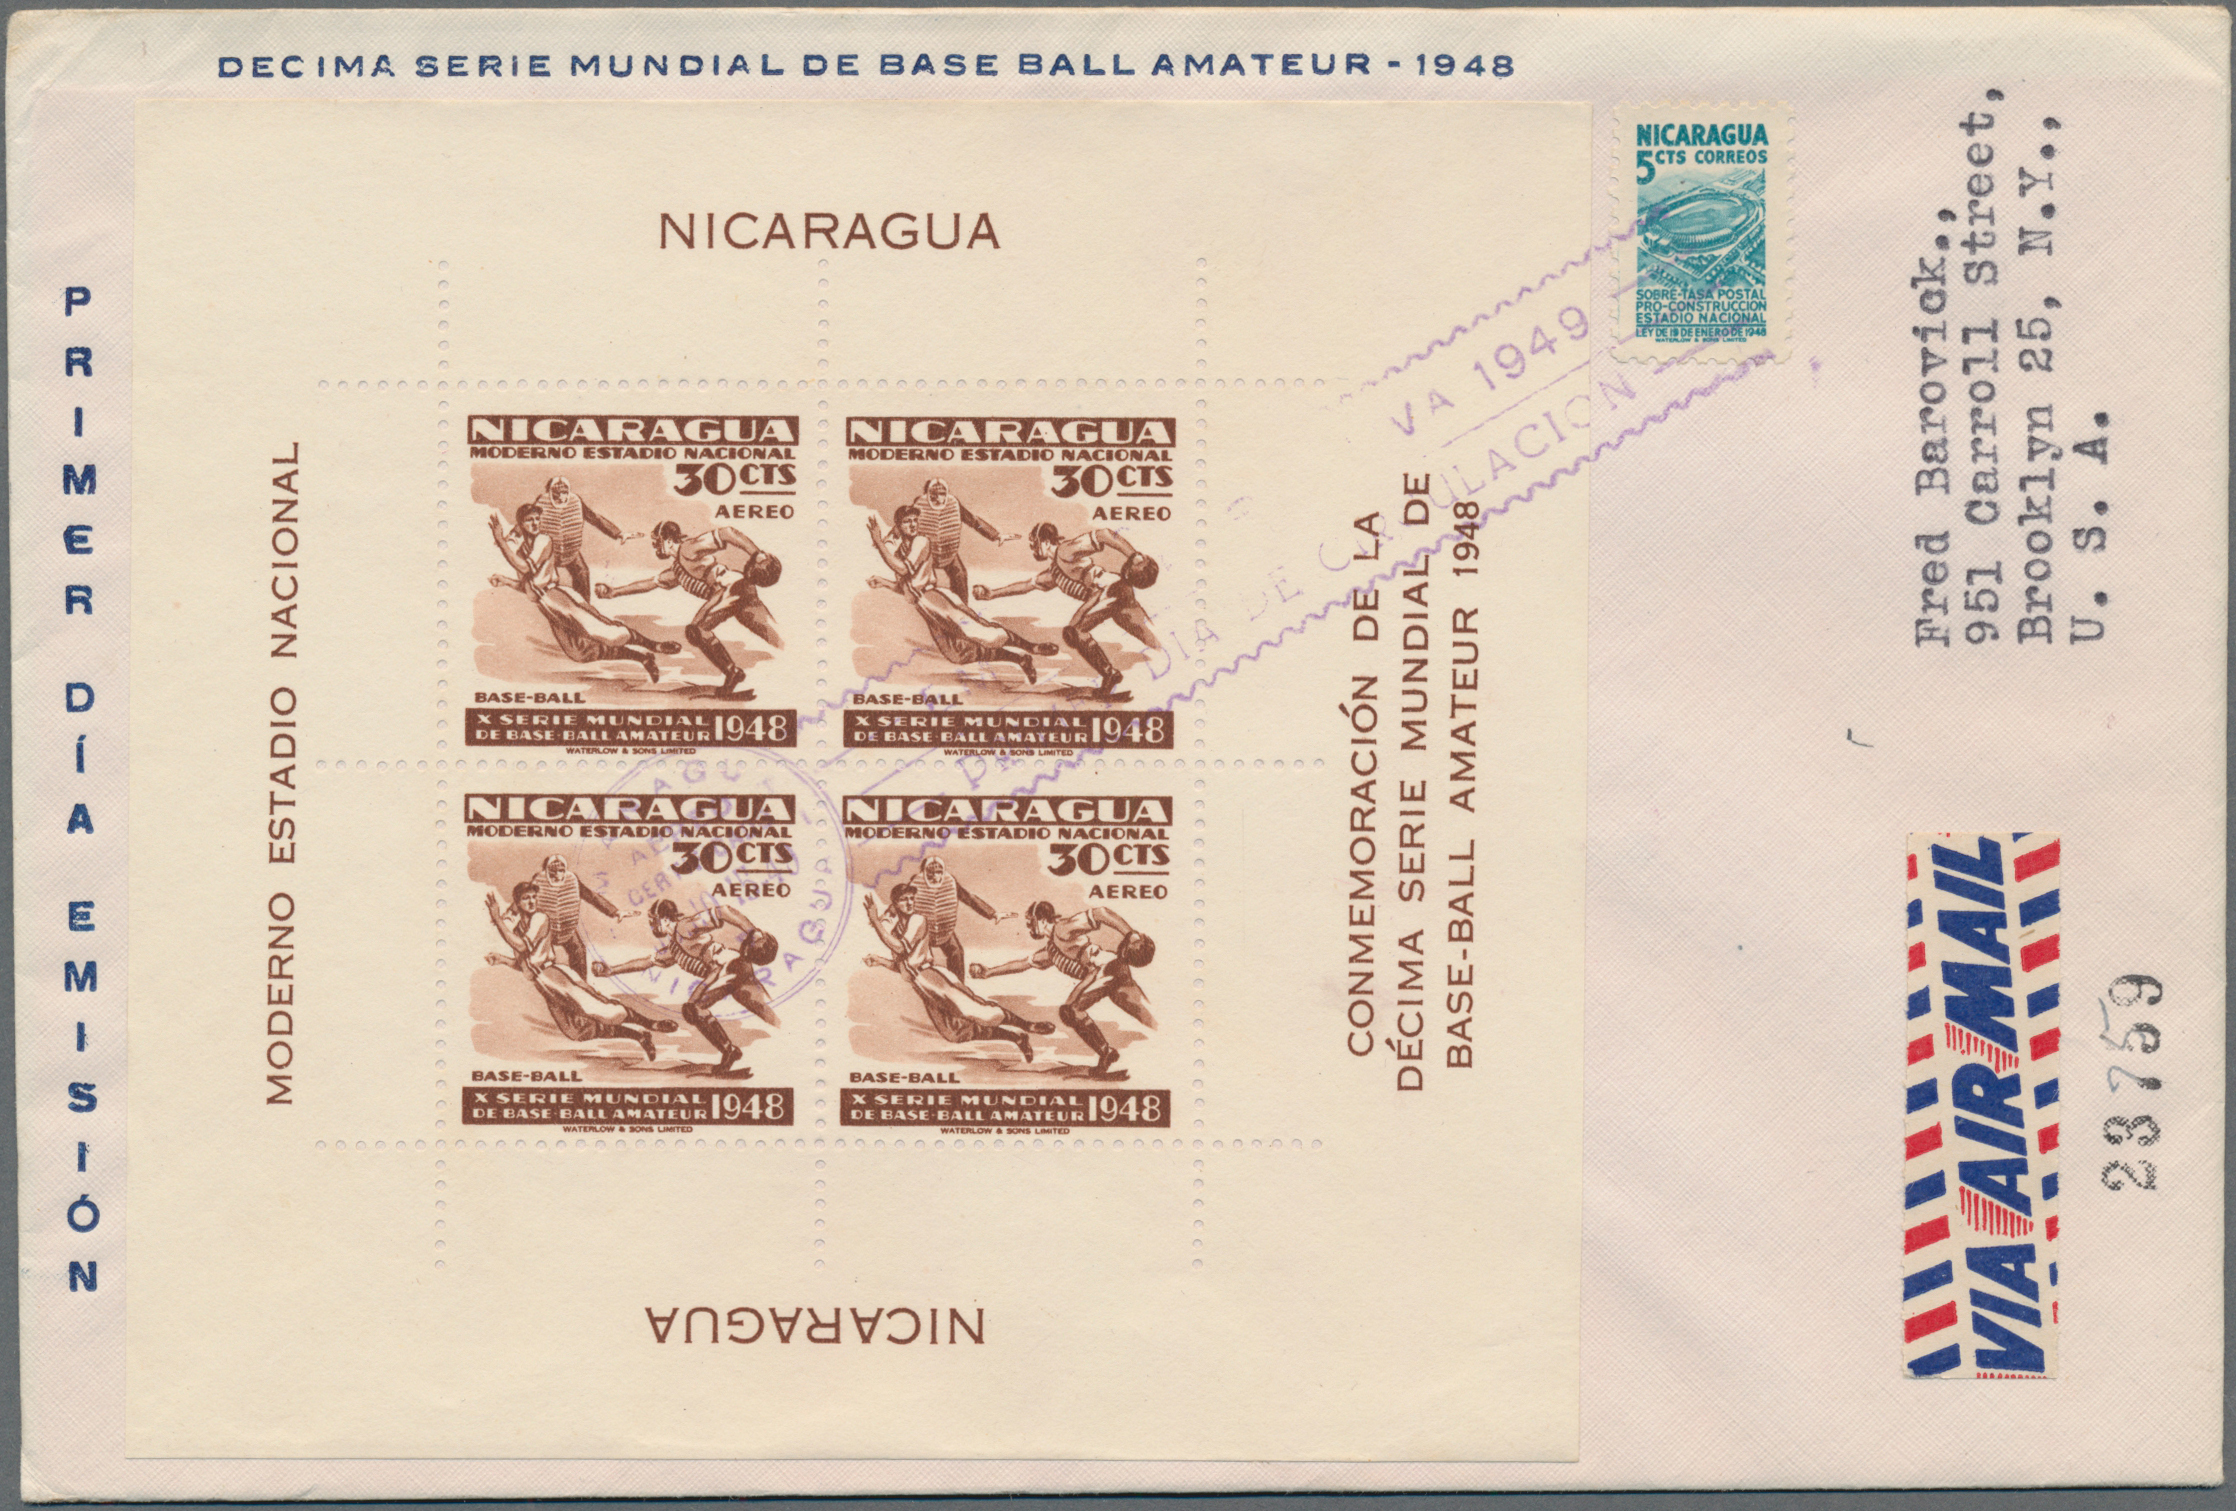 DECIMA SERIE MUNDIAL DE BASE BALL AMATEUR - 1948
PRIMER DÍA EMISIÓN
NICARAGUA
MODERNO ESTADIO NACIONAL
NICARAGUA
MODERNO ESTADIO NACIONAL
30 CTS
AEREO
BASE-BALL
X SERIE MUNDIAL
DE BASE-BALL AMATEUR 1948
WATERLOW & SONS LIMITED
NICARAGUA
MODERNO ESTADIO NACIONAL
30 CTS
AEREO
BASE-BALL
X SERIE MUNDIAL
DE BASE-BALL AMATEUR 1948
WATERLOW & SONS LIMITED
NICARAGUA
MODERNO ESTADIO NACIONAL
30 CTS
AEREO
BASE-BALL
X SERIE MUNDIAL
DE BASE-BALL AMATEUR 1948
WATERLOW & SONS LIMITED
NICARAGUA
MODERNO ESTADIO NACIONAL
30 CTS
AEREO
BASE-BALL
X SERIE MUNDIAL
DE BASE-BALL AMATEUR 1948
WATERLOW & SONS LIMITED
CONMEMORACIÓN DE LA
DÉCIMA SERIE MUNDIAL DE
BASE-BALL AMATEUR 1948
NICARAGUA
VA 1949
DIA DE CIRCULACION
NICARAGUA
5 CTS CORREOS
SOBRE-TASA POSTAL
PRO-CONSTRUCCION
ESTADIO NACIONAL
LEY DE 19 DE ENERO DE 1948
WATERLOW & SONS LIMITED
Fred Barovick.,
951 Carroll Street,
Brooklyn 25, N.Y.,
U. S. A.
VIA AIR MAIL
23759